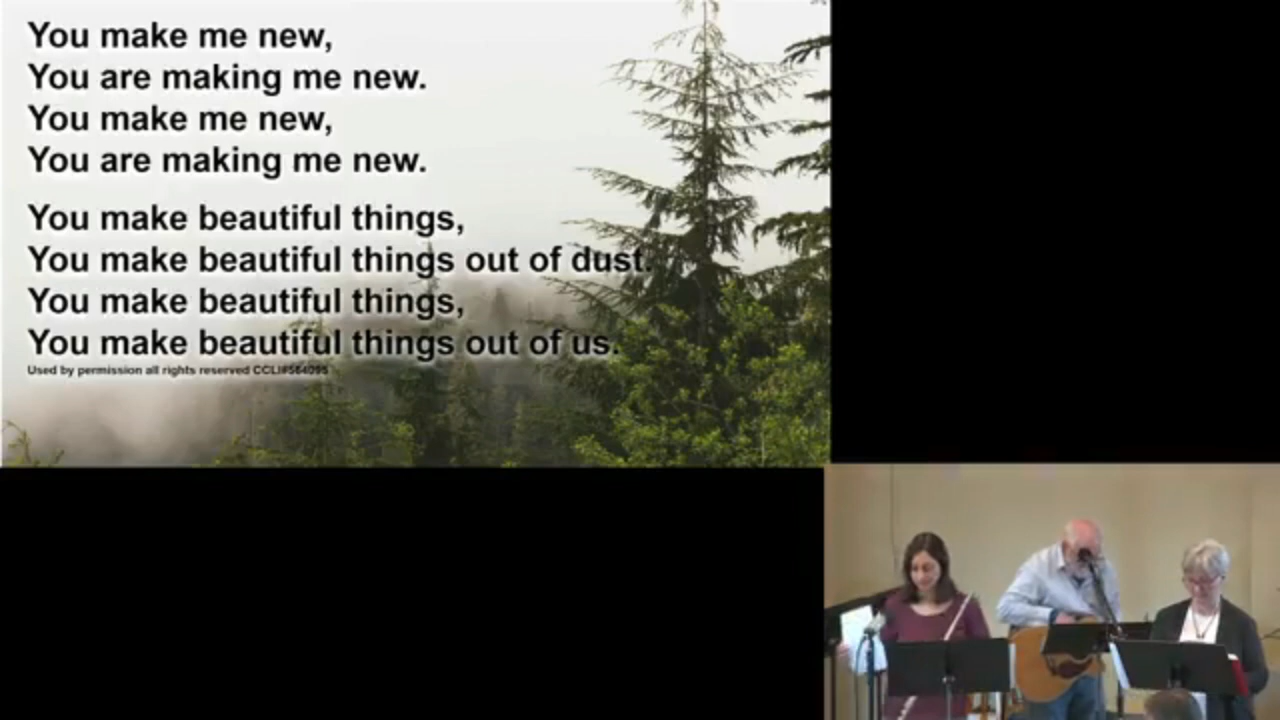 You make me new,
You are making me new.
You make me new,
You are making me new.
You make beautiful things,
You make beautiful things out of dust.
You make beautiful things,
You make beautiful things out of us.
Used by permission all rights reserved CCLI#564095